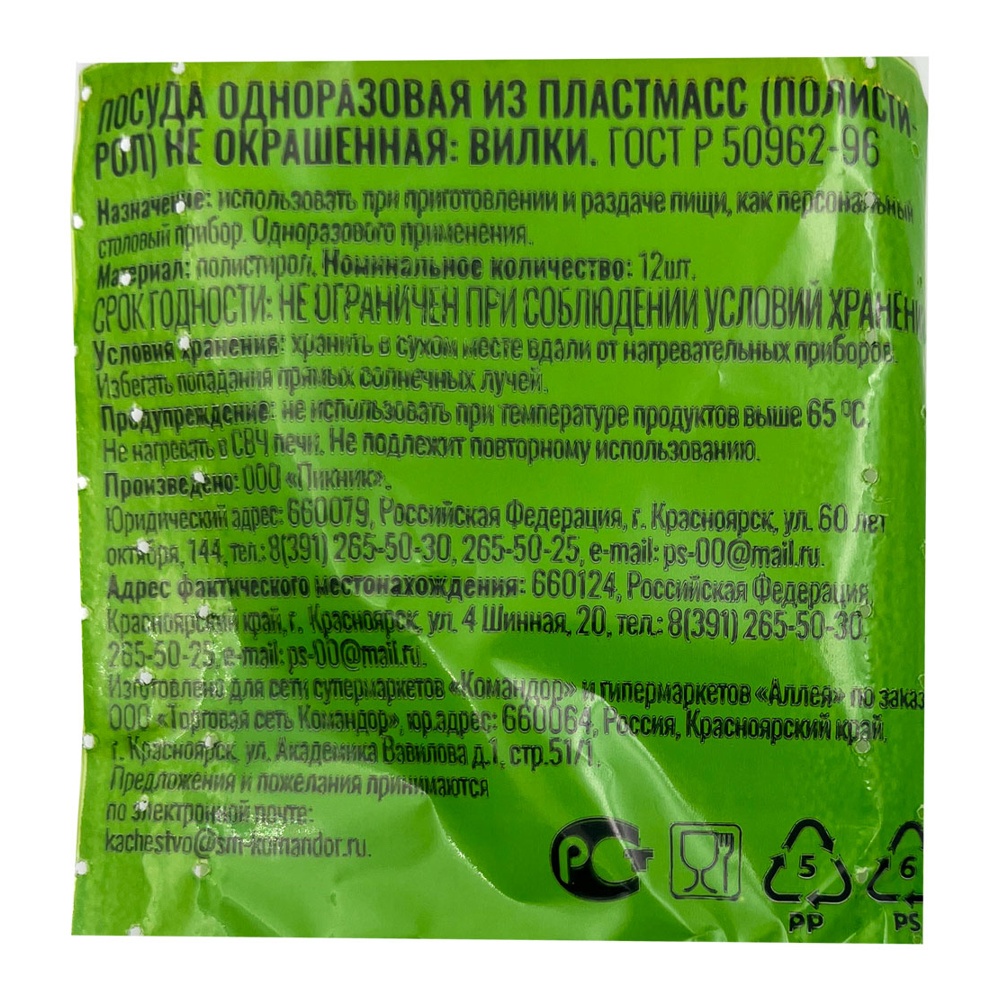 ПОСУДА ОДНОРАЗОВАЯ ИЗ ПЛАСТМАСС (ПОЛИСТИ-
РОЛ) НЕ ОКРАШЕННАЯ: ВИЛКИ. ГОСТ Р 50962-96
Назначение: использовать при приготовлении и раздаче пищи, как персональный
столовый прибор. Одноразового применения.
Материал: полистирол. Номинальное количество: 12шт.
СРОК ГОДНОСТИ: НЕ ОГРАНИЧЕН ПРИ СОБЛЮДЕНИИ УСЛОВИЙ ХРАНЕНИ
Условия хранения: хранить в сухом месте вдали от нагревательных приборов.
Избегать попадания прямых солнечных лучей.
Предупреждение: не использовать при температуре продуктов выше 65 ºС.
Не нагревать в СВЧ печи. Не подлежит повторному использованию.
Произведено: ООО «Пикник».
Юридический адрес: 660079, Российская Федерация, г. Красноярск, ул. 60 лет
октября, 144, тел.: 8(391) 265-50-30, 265-50-25, e-mail: ps-00@mail.ru.
Адрес фактического местонахождения: 660124, Российская Федерация,
Красноярский край, г. Красноярск, ул. 4 Шинная, 20, тел.: 8(391) 265-50-30,
265-50-25, e-mail: ps-00@mail.ru.
Изготовлено для сети супермаркетов «Командор» и гипермаркетов «Аллея» по заказ
ООО «Торговая сеть Командор», юр.адрес: 660064, Россия, Красноярский край,
г. Красноярск, ул. Академика Вавилова д.1, стр.51/1.
Предложения и пожелания принимаются
по электронной почте:
kachestvo@sm-komandor.ru.
РСТ 5 6
PP PS